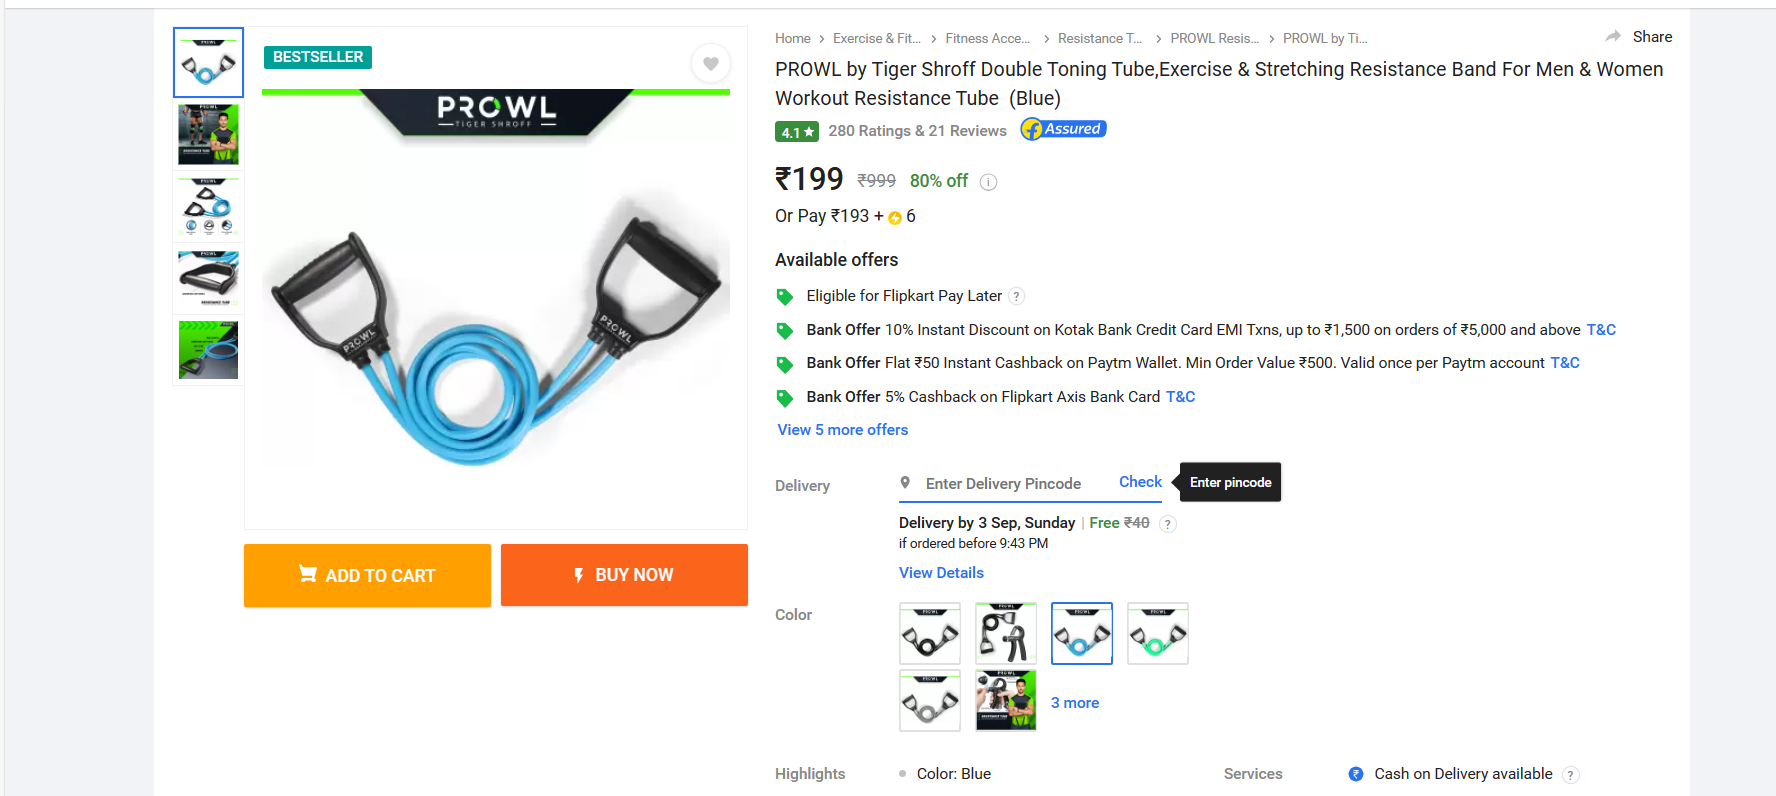 BESTSELLER
PROWL
TIGER SHROFF
PROWL
PROWL
Home > Exercise & Fit... > Fitness Acce... > Resistance T... > PROWL Resis... > PROWL by Ti...
Share
PROWL by Tiger Shroff Double Toning Tube,Exercise & Stretching Resistance Band For Men & Women
Workout Resistance Tube (Blue)
4.1★ 280 Ratings & 21 Reviews f Assured
₹199 ₹999 80% off i
Or Pay ₹193 + 6
Available offers
Eligible for Flipkart Pay Later ?
Bank Offer 10% Instant Discount on Kotak Bank Credit Card EMI Txns, up to ₹1,500 on orders of ₹5,000 and above T&C
Bank Offer Flat ₹50 Instant Cashback on Paytm Wallet. Min Order Value ₹500. Valid once per Paytm account T&C
Bank Offer 5% Cashback on Flipkart Axis Bank Card T&C
View 5 more offers
Delivery Enter Delivery Pincode Check Enter pincode
Delivery by 3 Sep, Sunday | Free ₹40 ?
if ordered before 9:43 PM
View Details
ADD TO CART
BUY NOW
Color
3 more
Highlights • Color: Blue
Services ₹ Cash on Delivery available ?